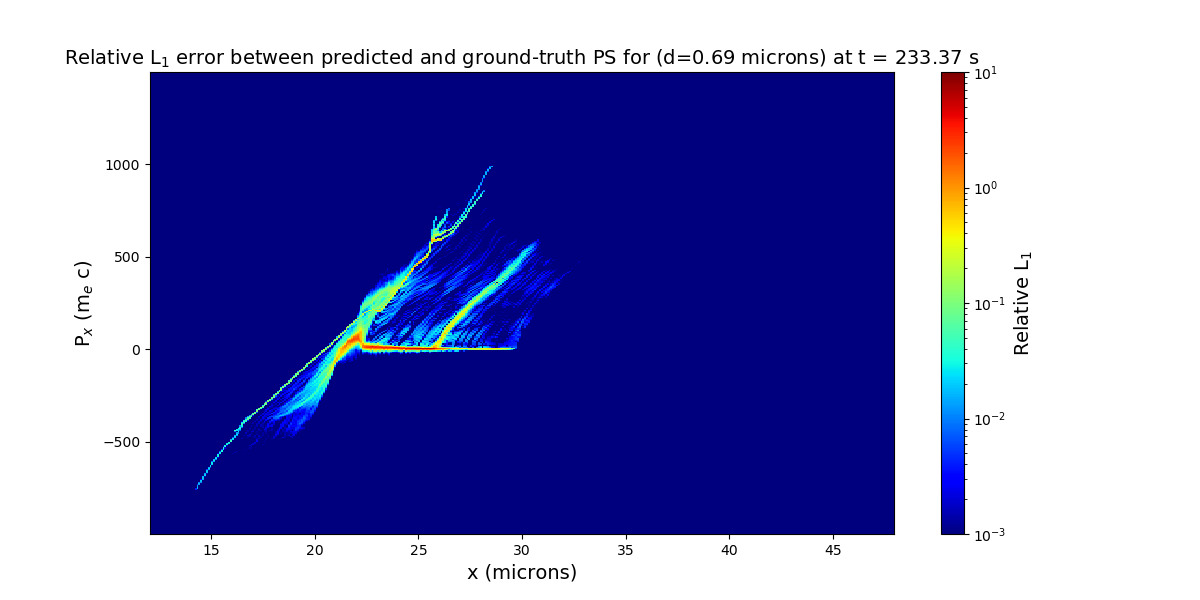 Relative L₁ error between predicted and ground-truth PS for (d=0.69 microns) at t = 233.37 s
Pₓ (mₑ c)
1000
500
0
−500
15 20 25 30 35 40 45
x (microns)
10¹
10⁰
10⁻¹
10⁻²
10⁻³
Relative L₁